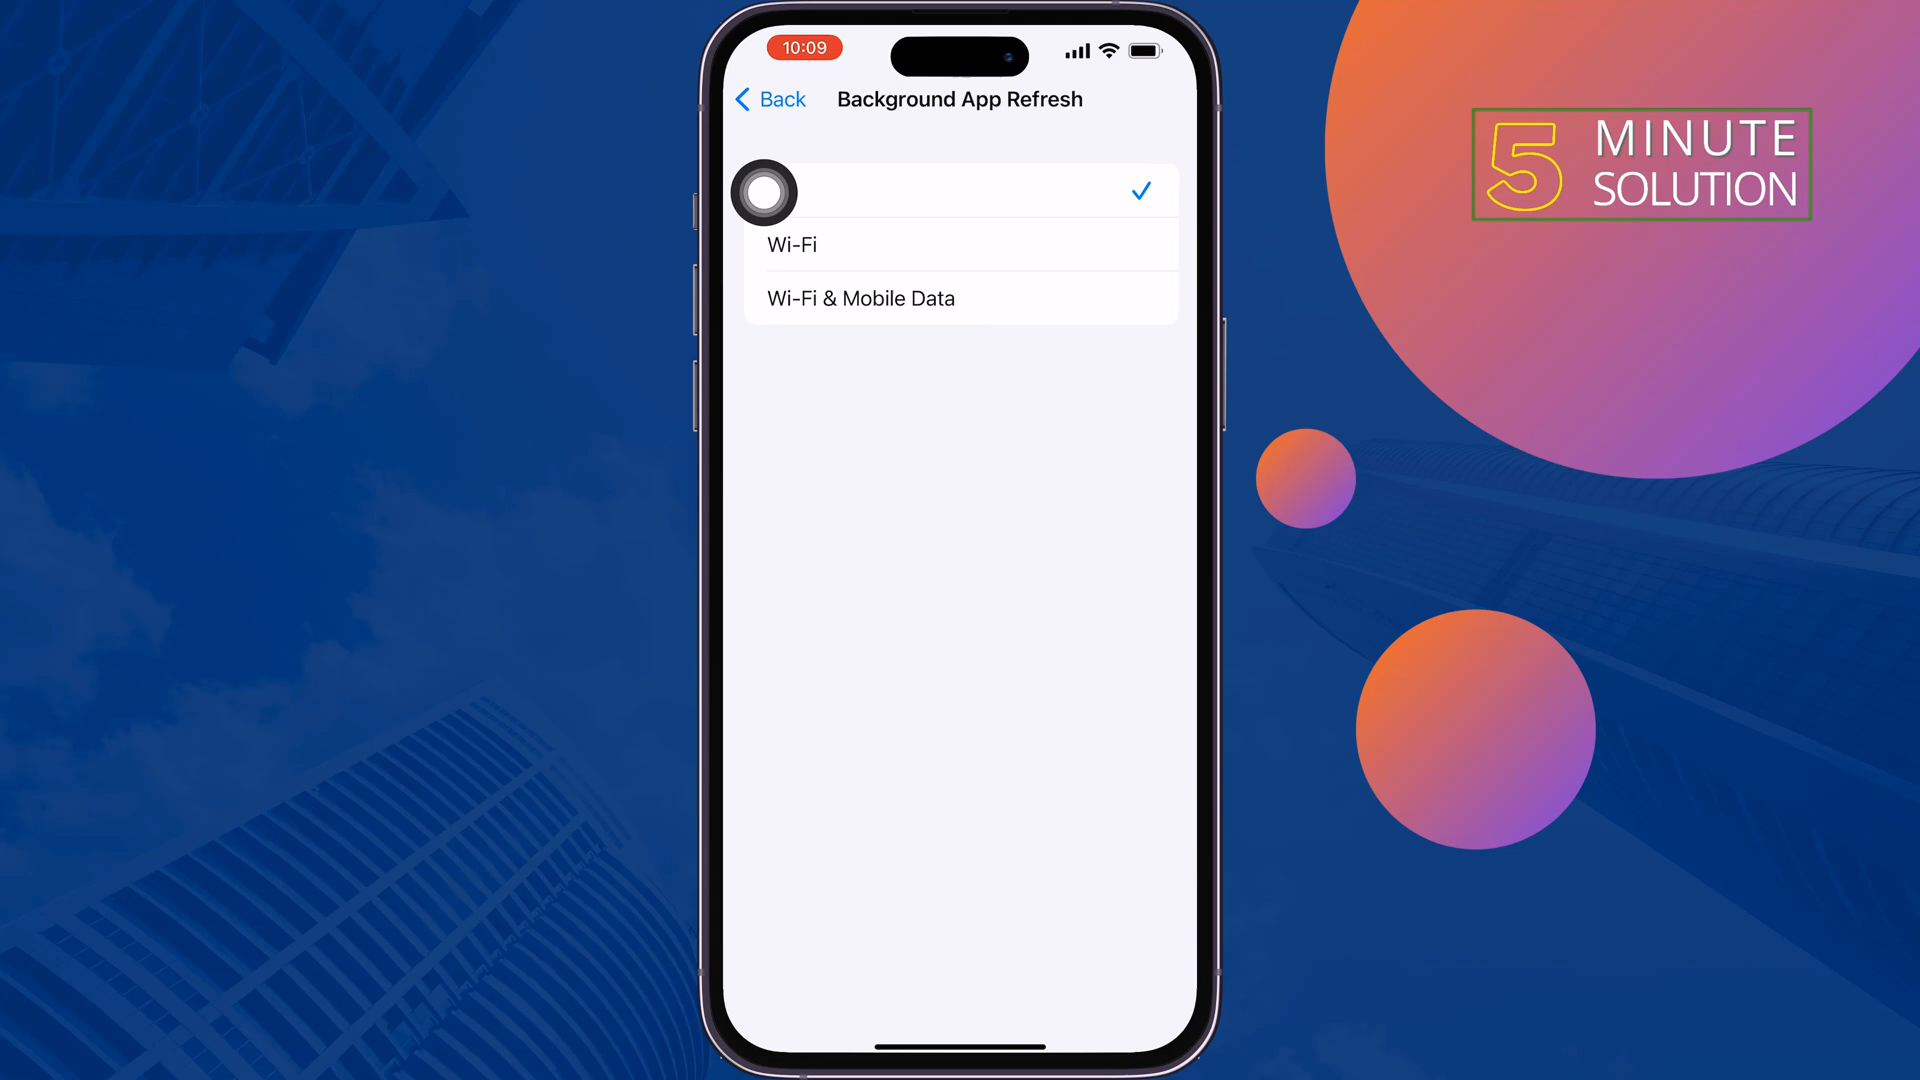 10:09
Back
Background App Refresh
Wi-Fi
Wi-Fi & Mobile Data
5 MINUTE
SOLUTION